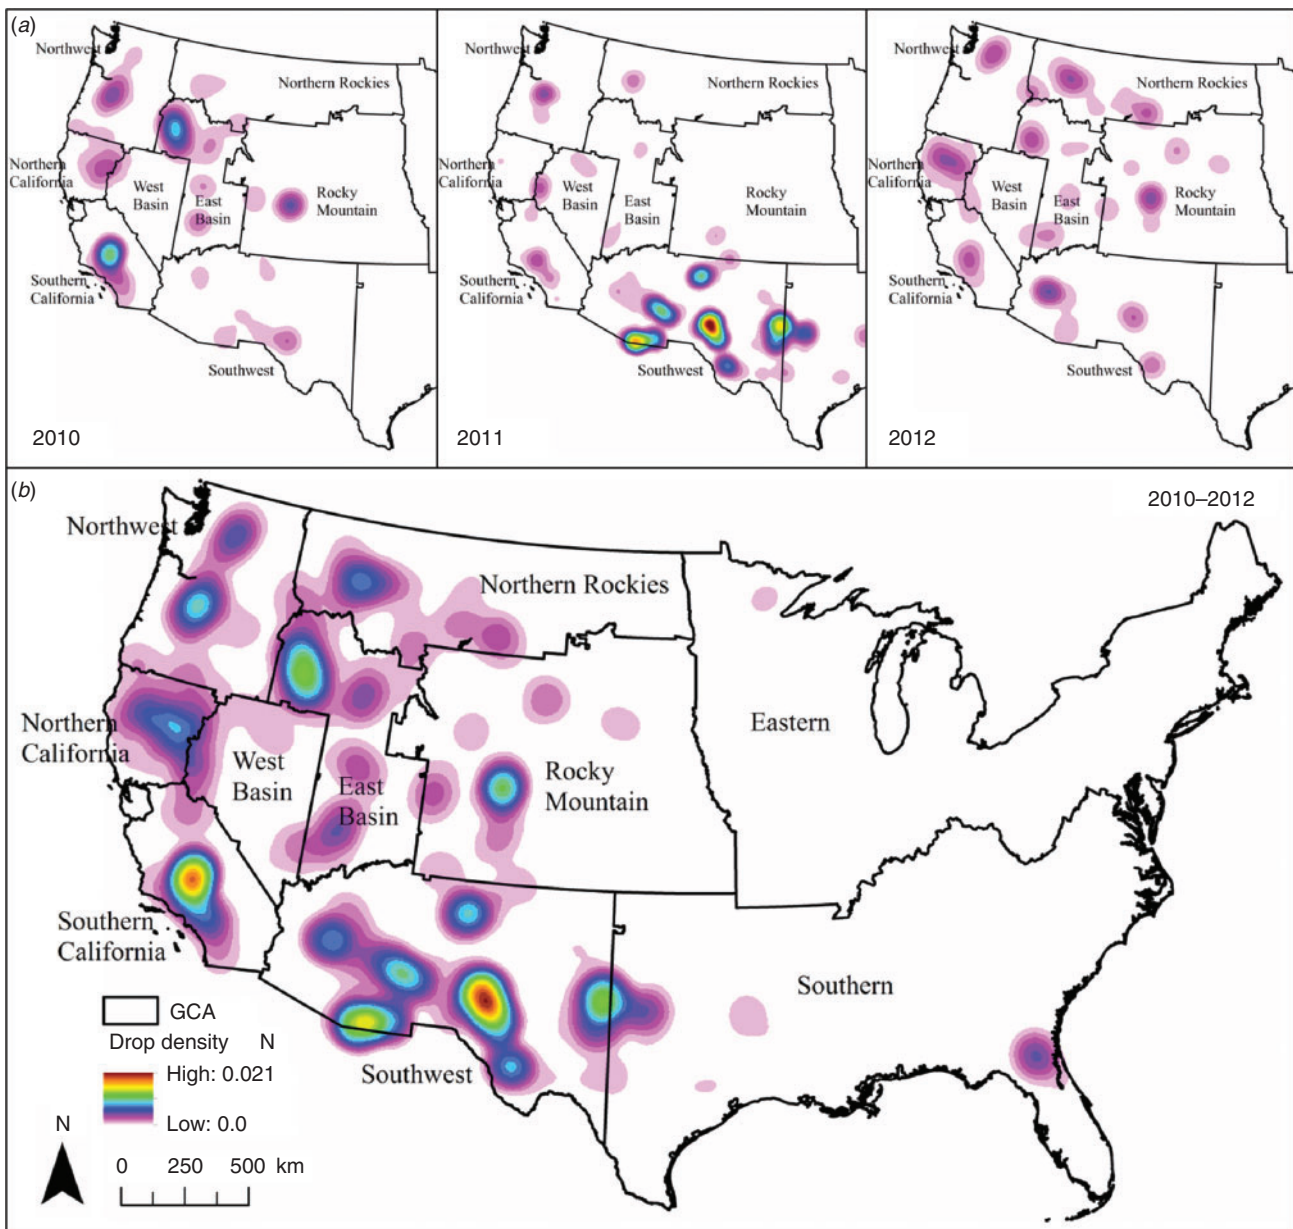 (a)
Northwest
Northern Rockies
Northern
California
West
Basin
East
Basin
Rocky
Mountain
Southern
California
Southwest
2010
Northwest
Northern Rockies
Northern
California
West
Basin
East
Basin
Rocky
Mountain
Southern
California
Southwest
2011
Northwest
Northern Rockies
Northern
California
West
Basin
East
Basin
Rocky
Mountain
Southern
California
Southwest
2012
(b)
2010–2012
Northwest
Northern Rockies
Northern
California
West
Basin
East
Basin
Rocky
Mountain
Eastern
Southern
California
Southern
Southwest
GCA
Drop density N
High: 0.021
Low: 0.0
N
0 250 500 km